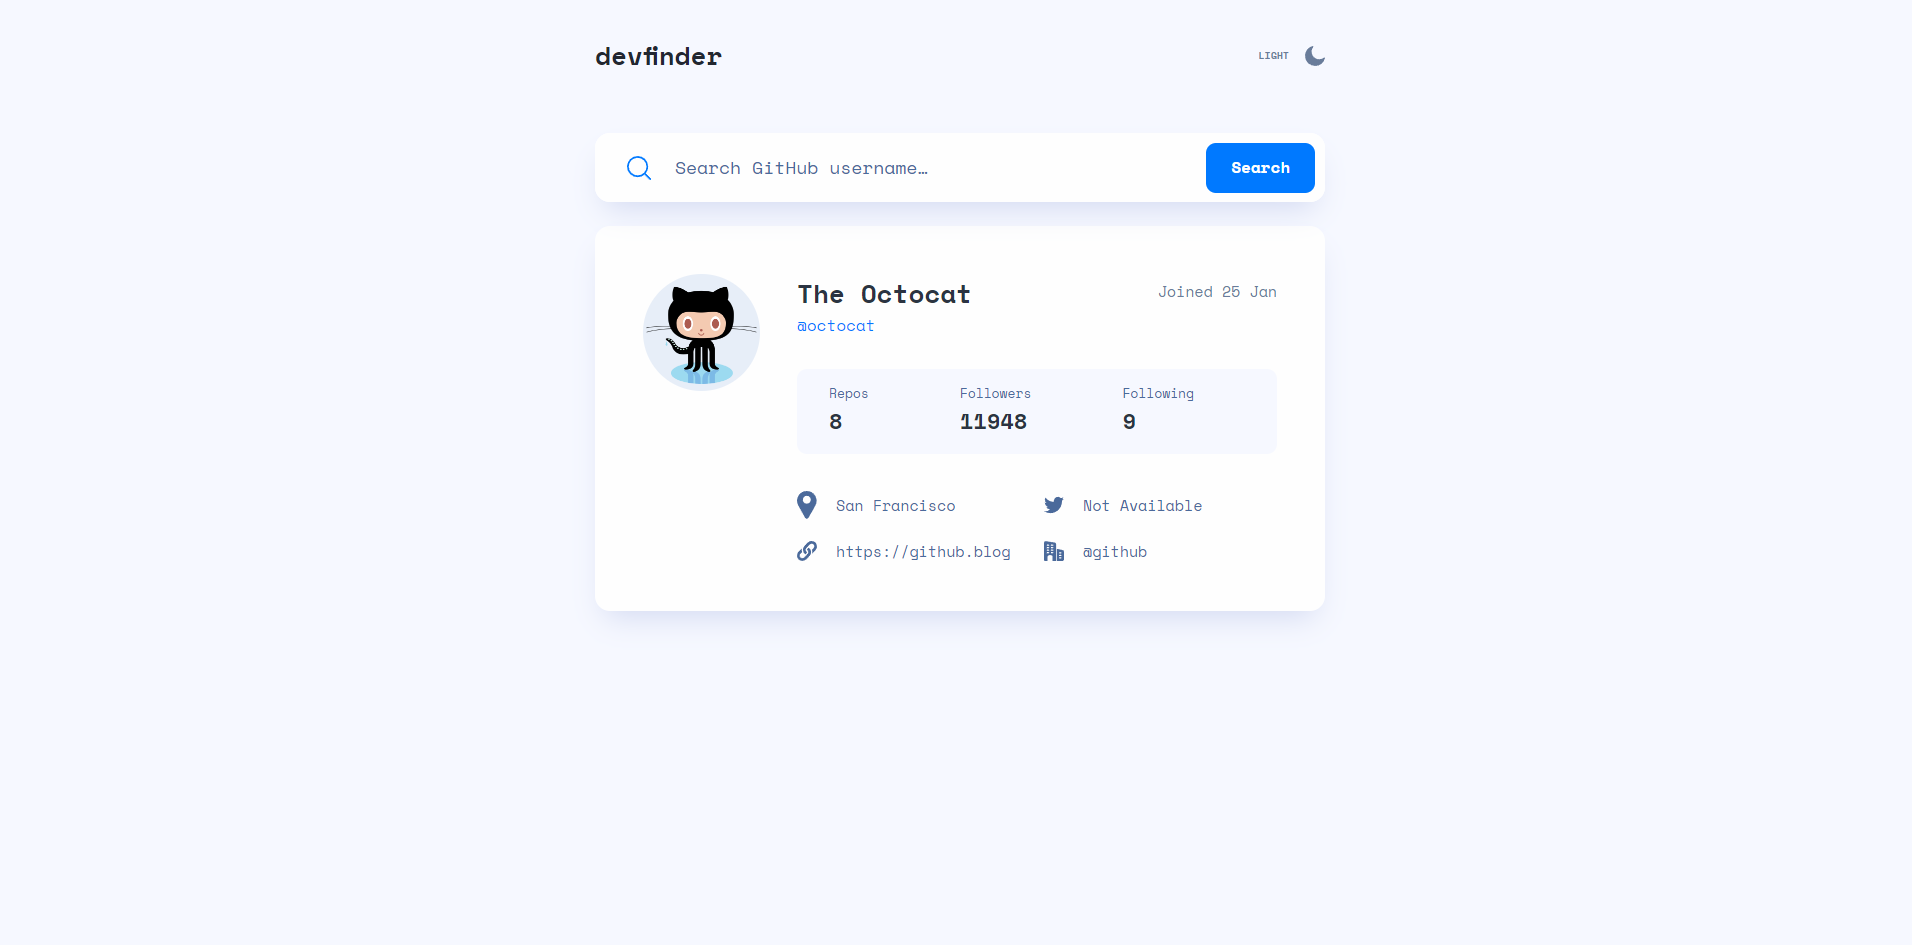 devfinder
LIGHT
Search GitHub username…
Search
The Octocat
Joined 25 Jan
@octocat
Repos
Followers
Following
8
11948
9
San Francisco
Not Available
https://github.blog
@github